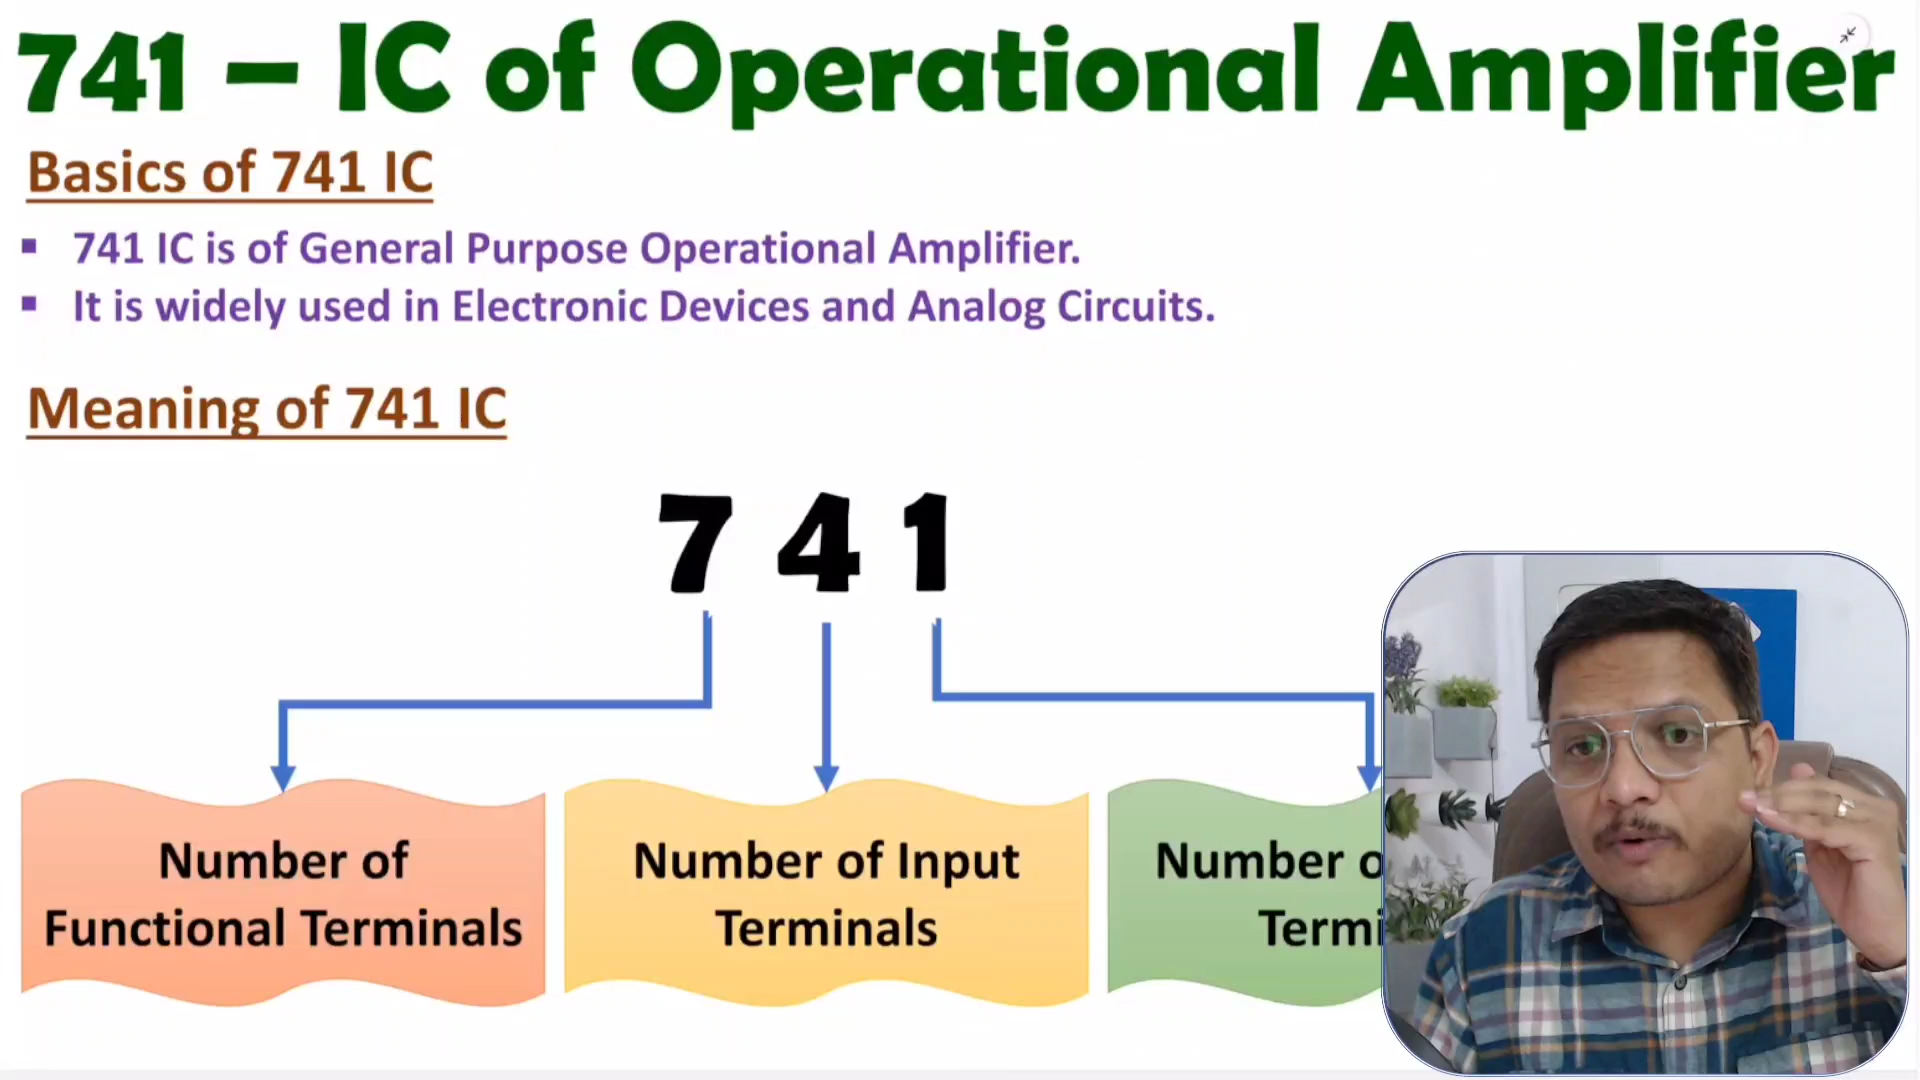 741 – IC of Operational Amplifier
Basics of 741 IC
▪ 741 IC is of General Purpose Operational Amplifier.
▪ It is widely used in Electronic Devices and Analog Circuits.
Meaning of 741 IC
7 4 1
Number of
Functional Terminals
Number of Input
Terminals
Number